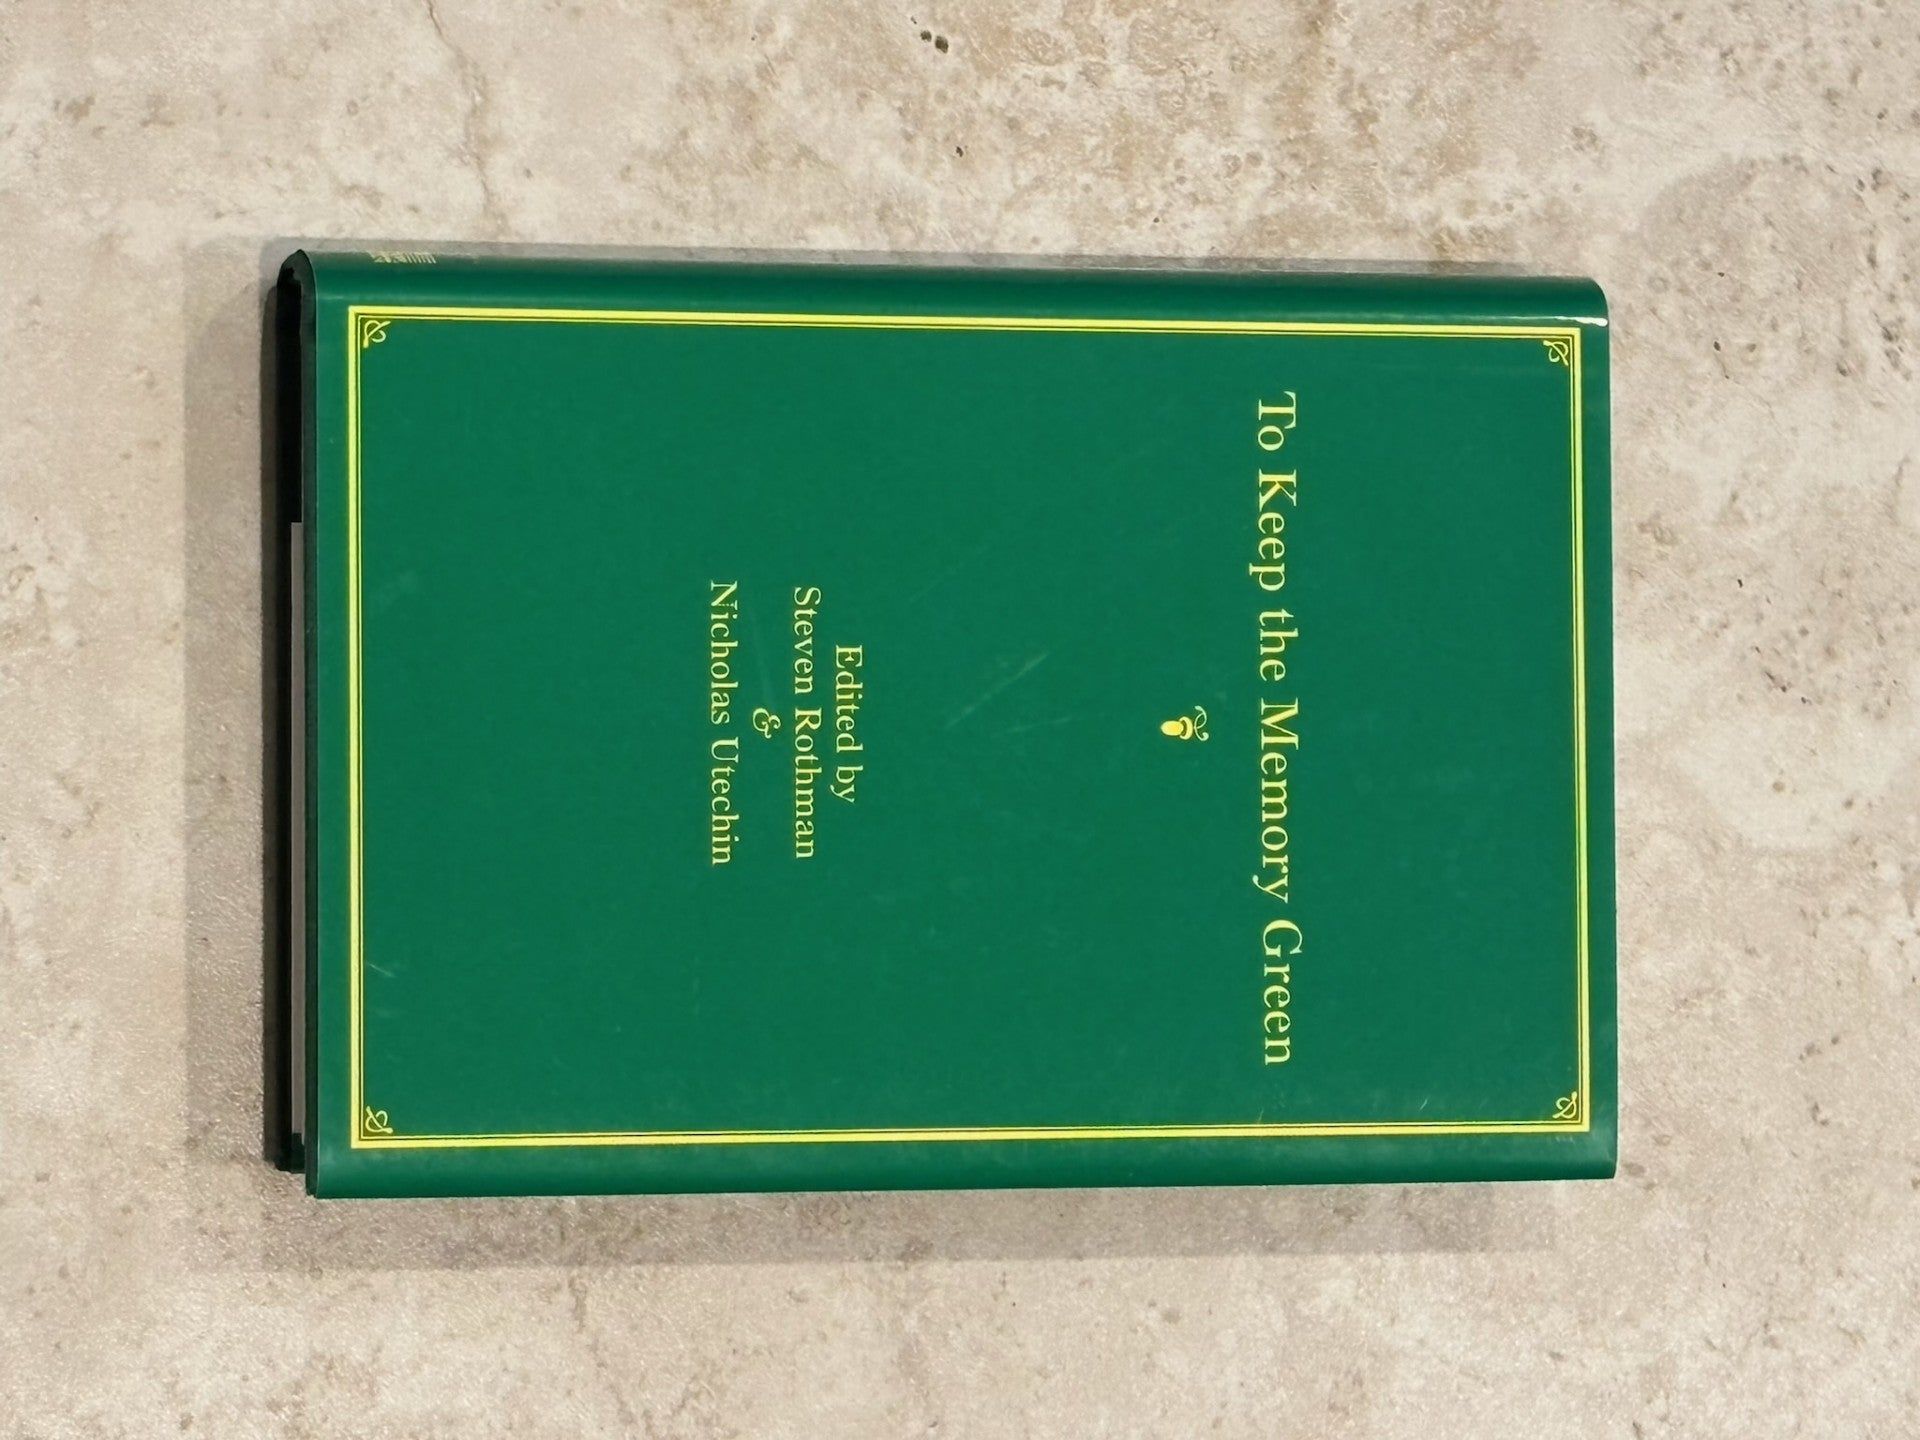 To Keep the Memory Green
Edited by
Steven Rothman
&
Nicholas Utechin